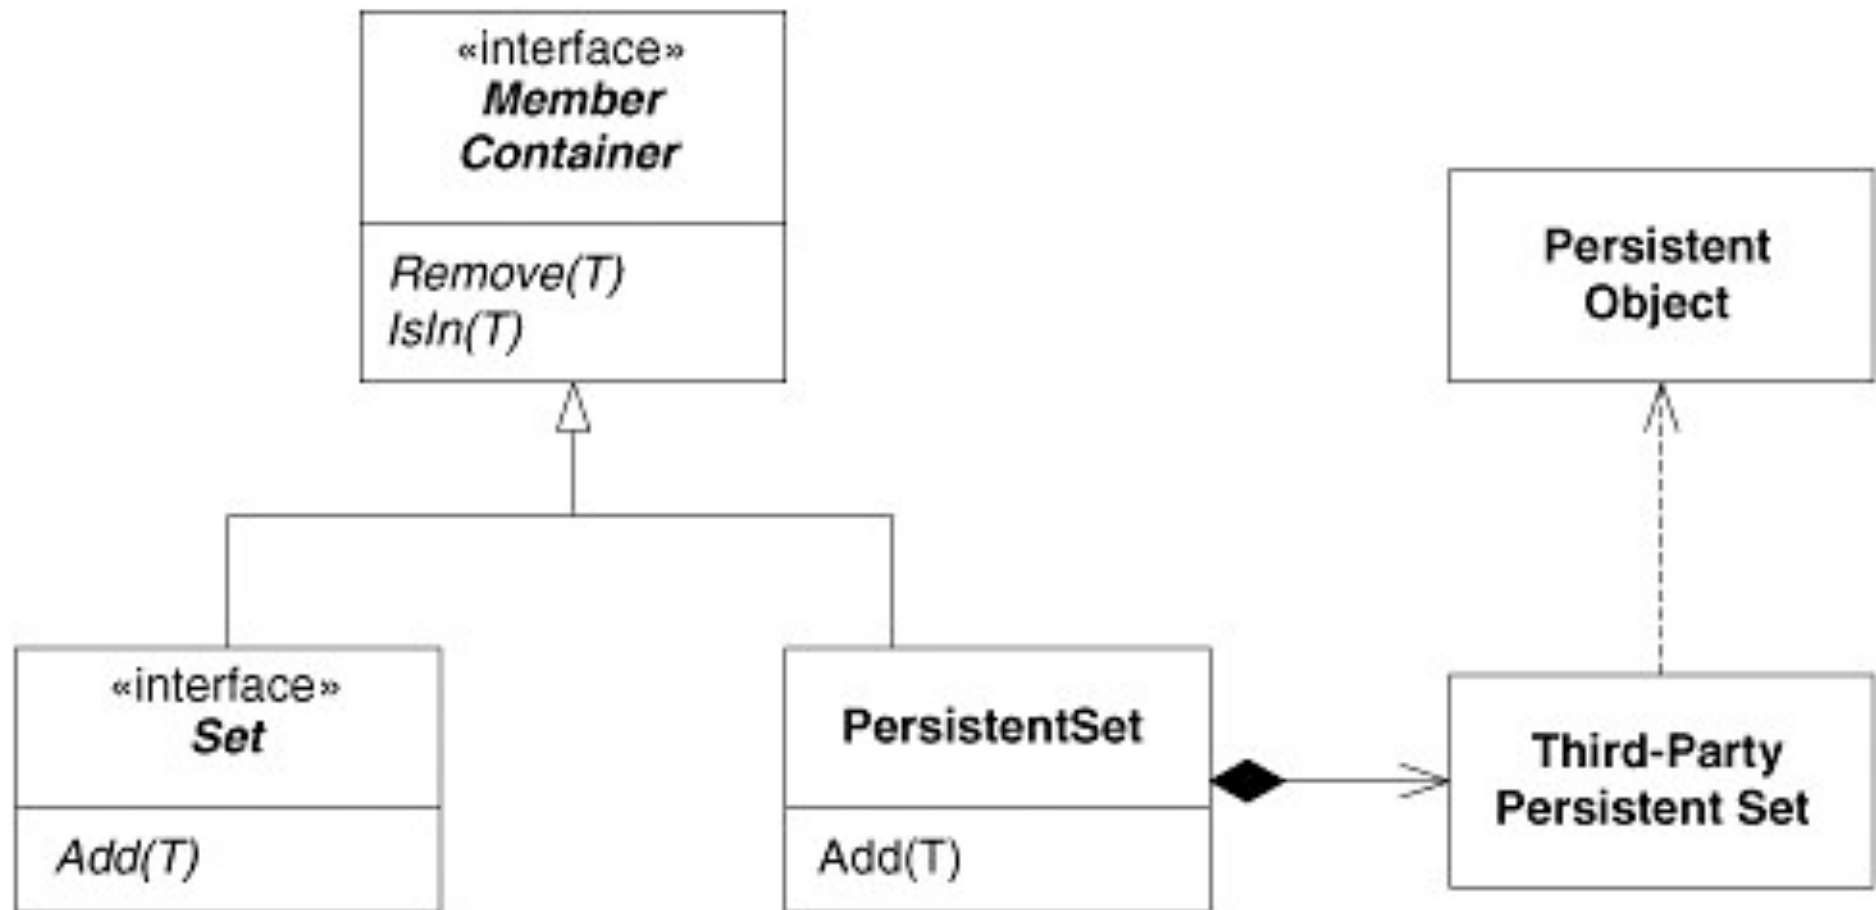 «interface»
Member
Container
Remove(T)
IsIn(T)
Persistent
Object
«interface»
Set
Add(T)
PersistentSet
Add(T)
Third-Party
Persistent Set